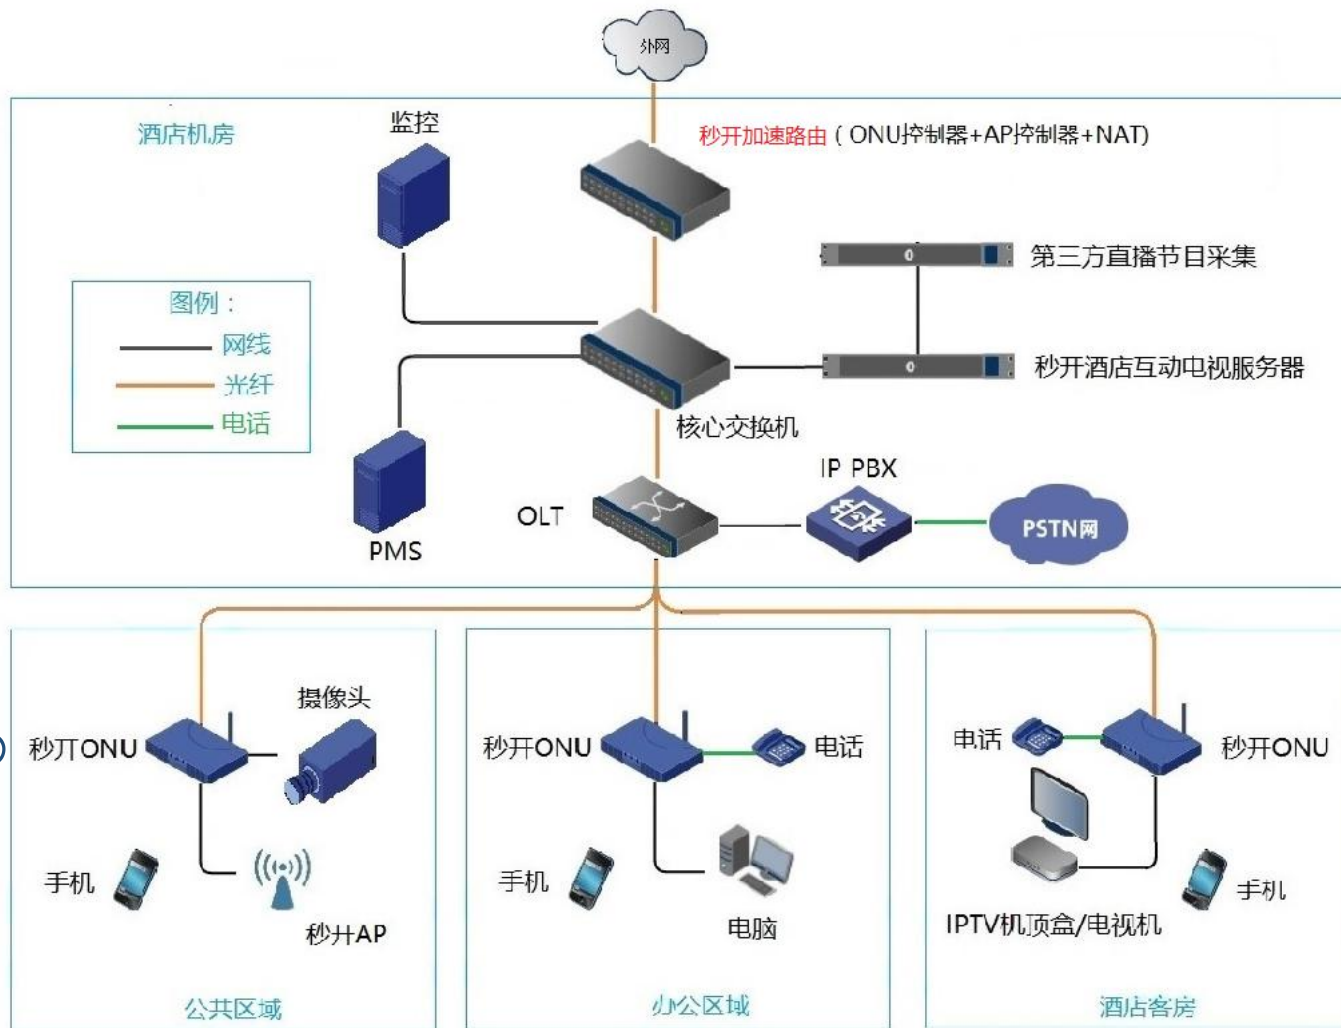 外网
酒店机房
监控
秒开加速路由（ONU控制器+AP控制器+NAT)
第三方直播节目采集
图例：
网线
光纤
电话
秒开酒店互动电视服务器
核心交换机
IP PBX
OLT
PSTN网
PMS
摄像头
秒开ONU
手机
秒开AP
公共区域
秒开ONU
电话
手机
电脑
办公区域
电话
秒开ONU
IPTV机顶盒/电视机
手机
酒店客房